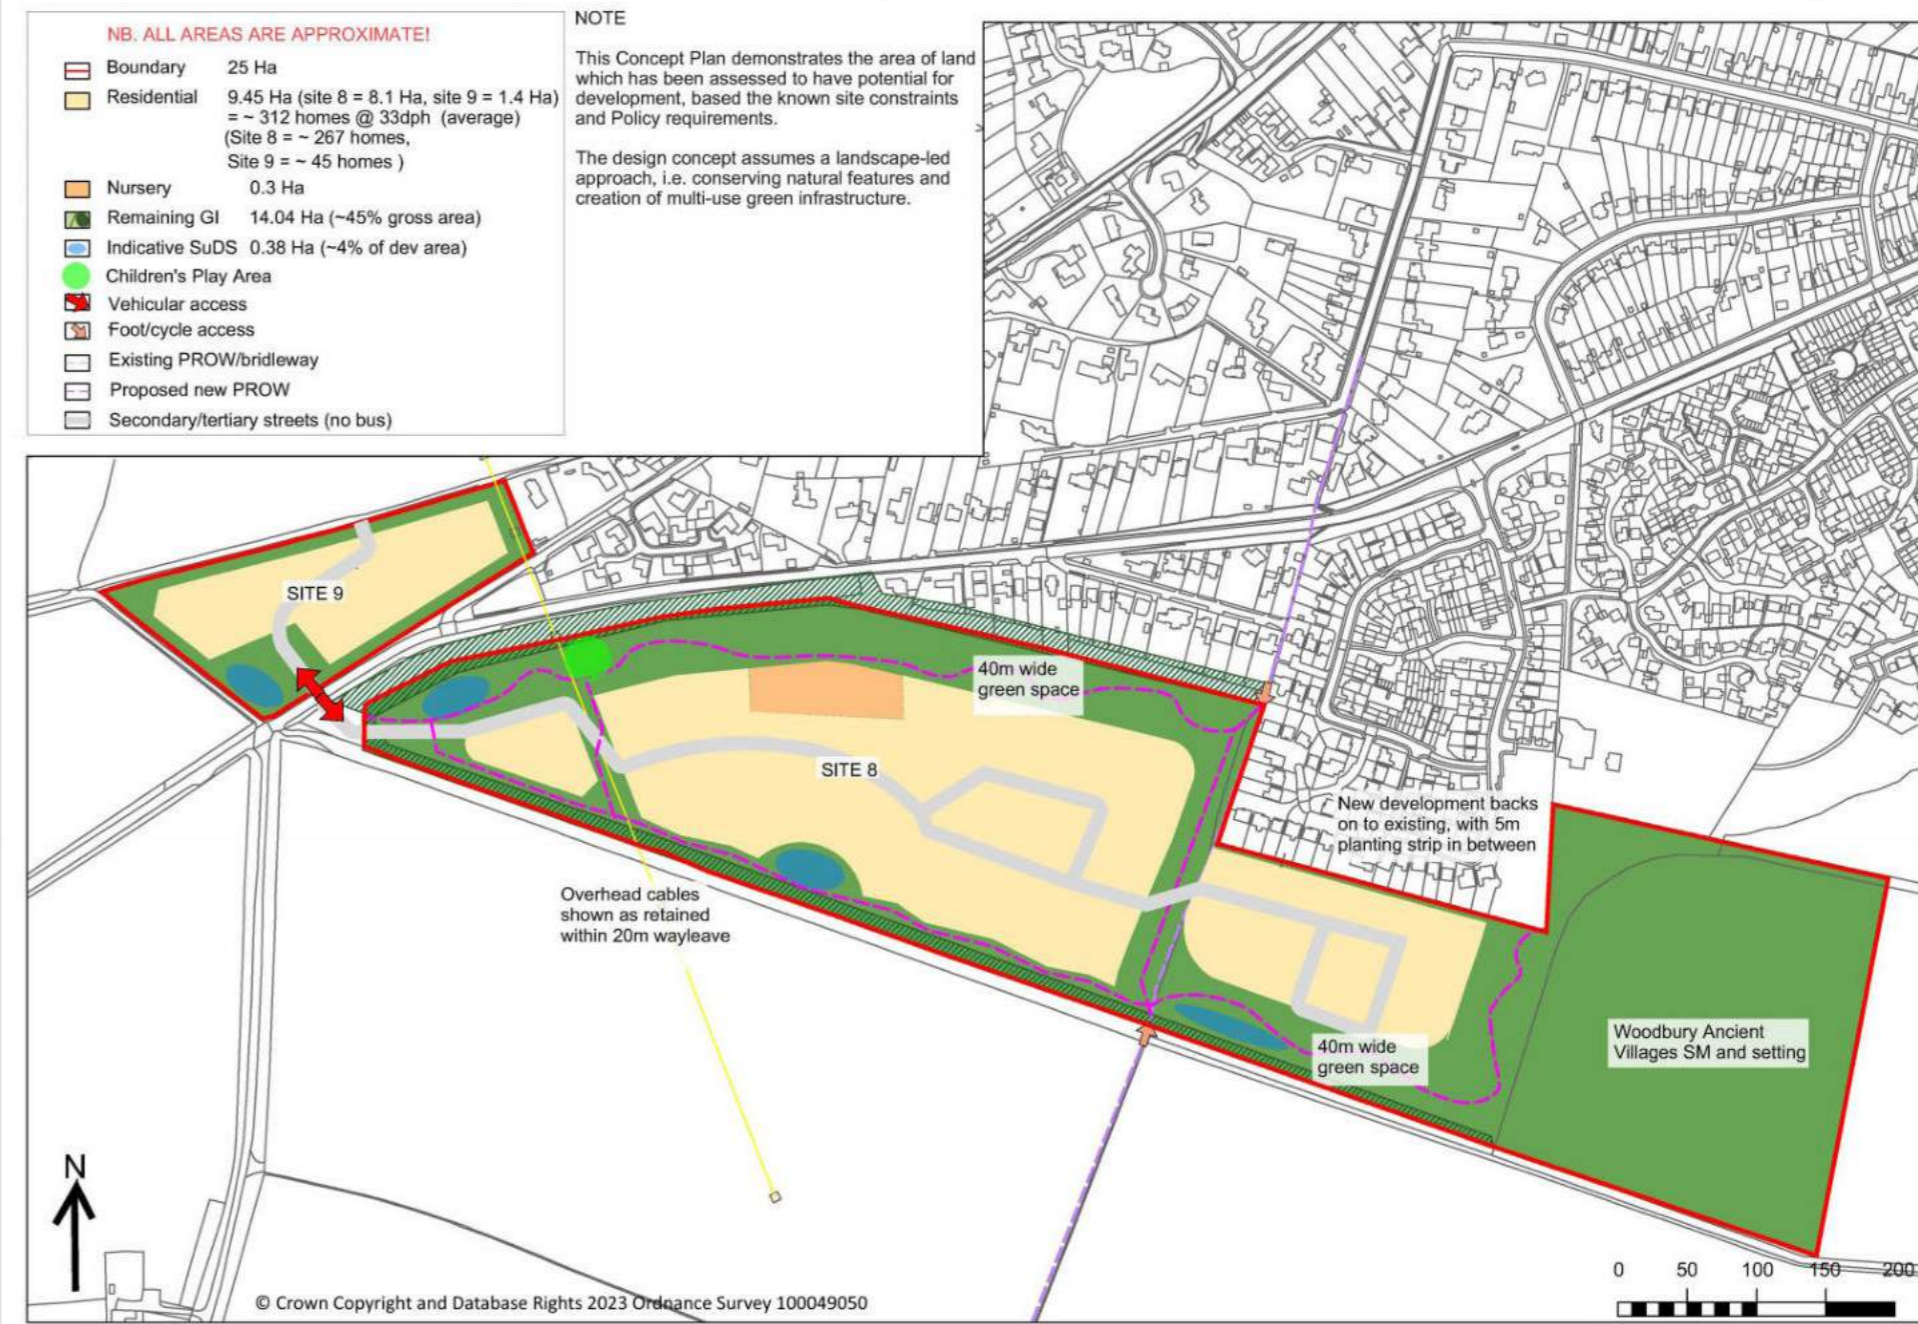 NB. ALL AREAS ARE APPROXIMATE!
Boundary 25 Ha
Residential 9.45 Ha (site 8 = 8.1 Ha, site 9 = 1.4 Ha)
= ~ 312 homes @ 33dph (average)
(Site 8 = ~ 267 homes,
Site 9 = ~ 45 homes )
Nursery 0.3 Ha
Remaining GI 14.04 Ha (~45% gross area)
Indicative SuDS 0.38 Ha (~4% of dev area)
Children's Play Area
Vehicular access
Foot/cycle access
Existing PROW/bridleway
Proposed new PROW
Secondary/tertiary streets (no bus)
NOTE
This Concept Plan demonstrates the area of land
which has been assessed to have potential for
development, based the known site constraints
and Policy requirements.
The design concept assumes a landscape-led
approach, i.e. conserving natural features and
creation of multi-use green infrastructure.
SITE 9
40m wide
green space
SITE 8
New development backs
on to existing, with 5m
planting strip in between
Overhead cables
shown as retained
within 20m wayleave
40m wide
green space
Woodbury Ancient
Villages SM and setting
N
0 50 100 150 200
© Crown Copyright and Database Rights 2023 Ordnance Survey 100049050